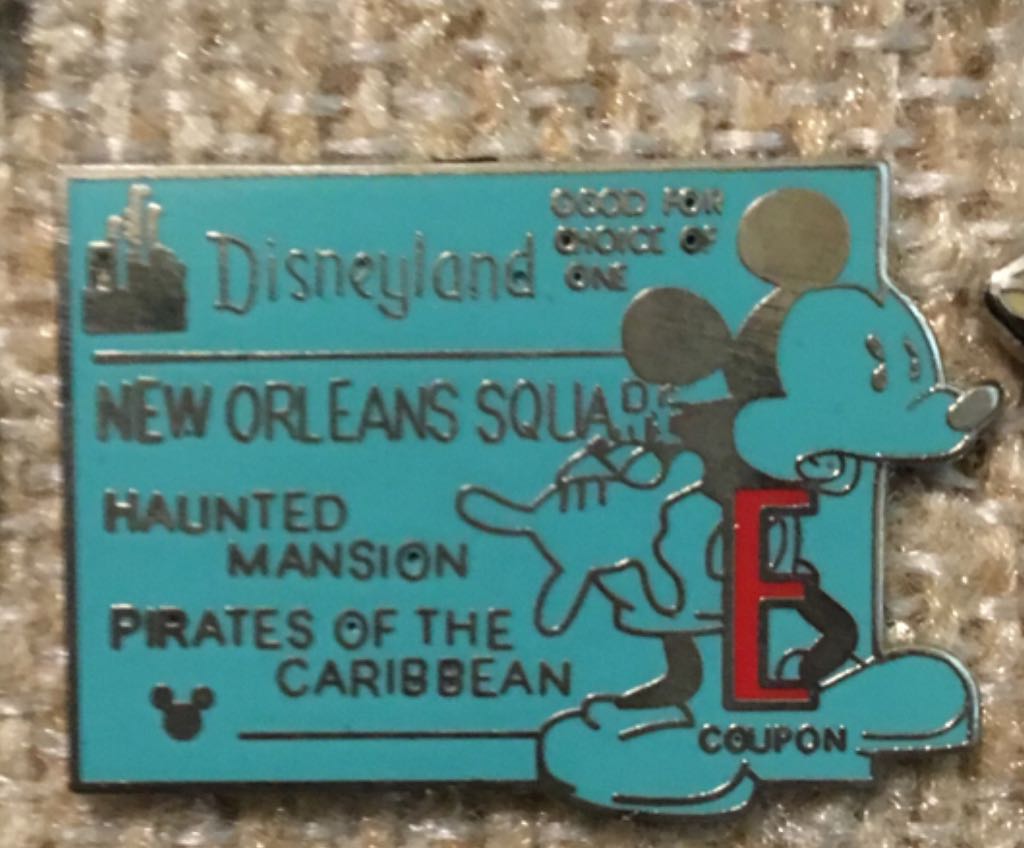 Disneyland
GOOD FOR
CHOICE OF
ONE
NEW ORLEANS SQUARE
HAUNTED
MANSION
PIRATES OF THE
CARIBBEAN
E
COUPON